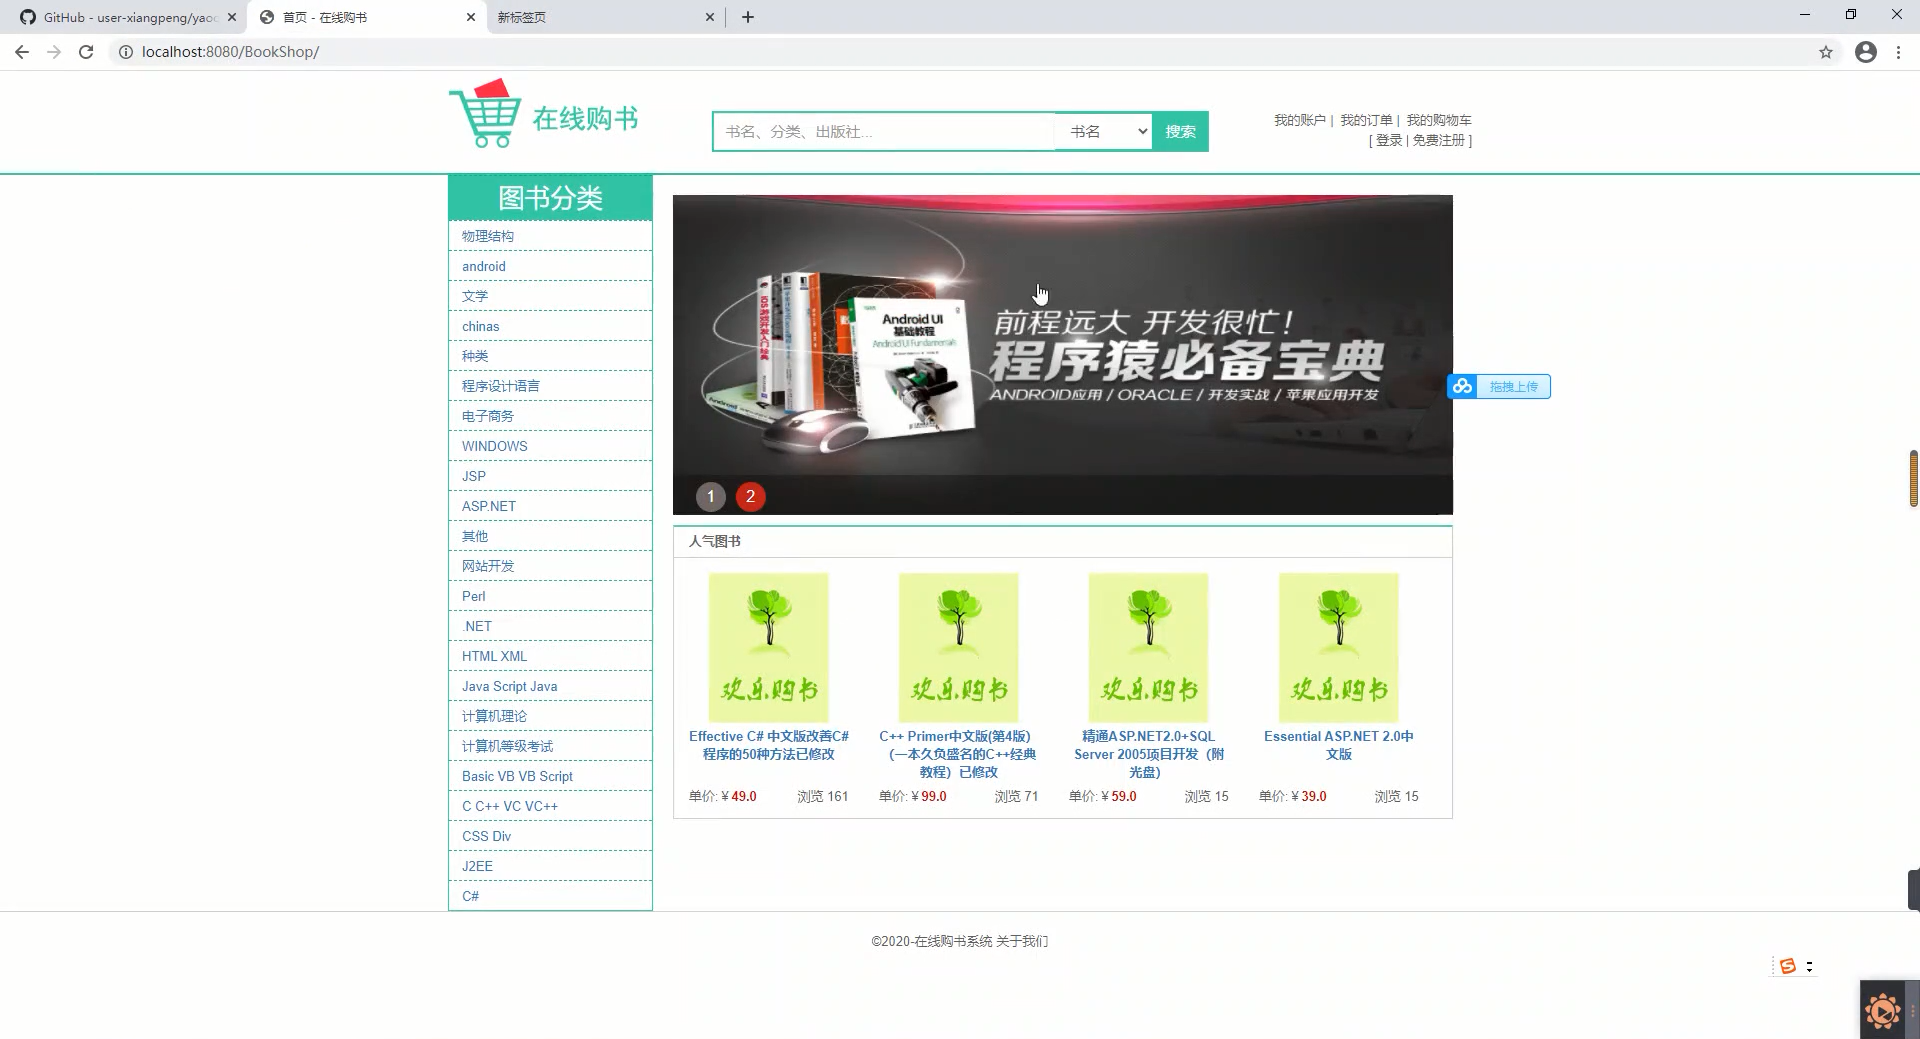 GitHub - user-xiangpeng/yaoc
首页 - 在线购书
新标签页
localhost:8080/BookShop/
在线购书
书名、分类、出版社...
书名
搜索
我的账户 | 我的订单 | 我的购物车
[ 登录 | 免费注册 ]
图书分类
物理结构
android
文学
chinas
种类
程序设计语言
电子商务
WINDOWS
JSP
ASP.NET
其他
网站开发
Perl
.NET
HTML XML
Java Script Java
计算机理论
计算机等级考试
Basic VB VB Script
C C++ VC VC++
CSS Div
J2EE
C#
Android UI
基础教程
Android UI Fundamentals
前程远大 开发很忙！
程序猿必备宝典
ANDROID应用 / ORACLE / 开发实战 / 苹果应用开发
1 2
拖拽上传
人气图书
欢乐购书
Effective C# 中文版改善C#
程序的50种方法已修改
单价: ¥ 49.0 浏览 161
欢乐购书
C++ Primer中文版(第4版)
（一本久负盛名的C++经典
教程）已修改
单价: ¥ 99.0 浏览 71
欢乐购书
精通ASP.NET2.0+SQL
Server 2005项目开发（附
光盘）
单价: ¥ 59.0 浏览 15
欢乐购书
Essential ASP.NET 2.0中
文版
单价: ¥ 39.0 浏览 15
©2020-在线购书系统 关于我们